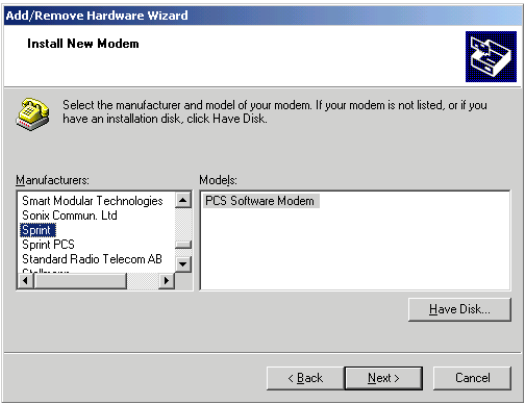 Add/Remove Hardware Wizard
Install New Modem
Select the manufacturer and model of your modem. If your modem is not listed, or if you
have an installation disk, click Have Disk.
Manufacturers:
Models:
Smart Modular Technologies
Sonix Commun. Ltd
Sprint
Sprint PCS
Standard Radio Telecom AB
PCS Software Modem
Have Disk...
< Back
Next >
Cancel